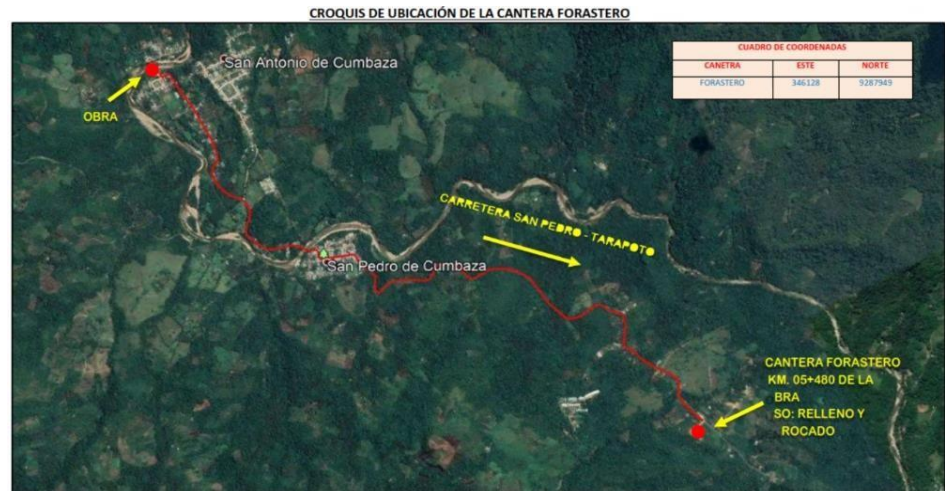 CROQUIS DE UBICACIÓN DE LA CANTERA FORASTERO
CUADRO DE COORDENADAS
CANETRA ESTE NORTE
FORASTERO 346128 9287949
San Antonio de Cumbaza
OBRA
CARRETERA SAN PEDRO - TARAPOTO
San Pedro de Cumbaza
CANTERA FORASTERO
KM. 05+480 DE LA
BRA
SO: RELLENO Y
ROCADO